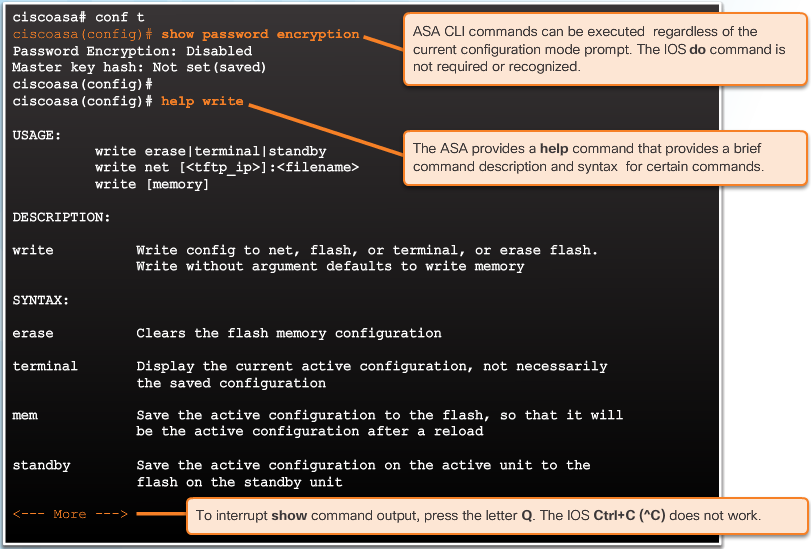 ciscoasa# conf t
ciscoasa(config)# show password encryption
Password Encryption: Disabled
Master key hash: Not set(saved)
ciscoasa(config)#
ciscoasa(config)# help write
ASA CLI commands can be executed regardless of the
current configuration mode prompt. The IOS do command is
not required or recognized.
USAGE:
write erase|terminal|standby
write net [<tftp_ip>]:<filename>
write [memory]
The ASA provides a help command that provides a brief
command description and syntax for certain commands.
DESCRIPTION:
write Write config to net, flash, or terminal, or erase flash.
Write without argument defaults to write memory
SYNTAX:
erase Clears the flash memory configuration
terminal Display the current active configuration, not necessarily
the saved configuration
mem Save the active configuration to the flash, so that it will
be the active configuration after a reload
standby Save the active configuration on the active unit to the
flash on the standby unit
<--- More --->
To interrupt show command output, press the letter Q. The IOS Ctrl+C (^C) does not work.